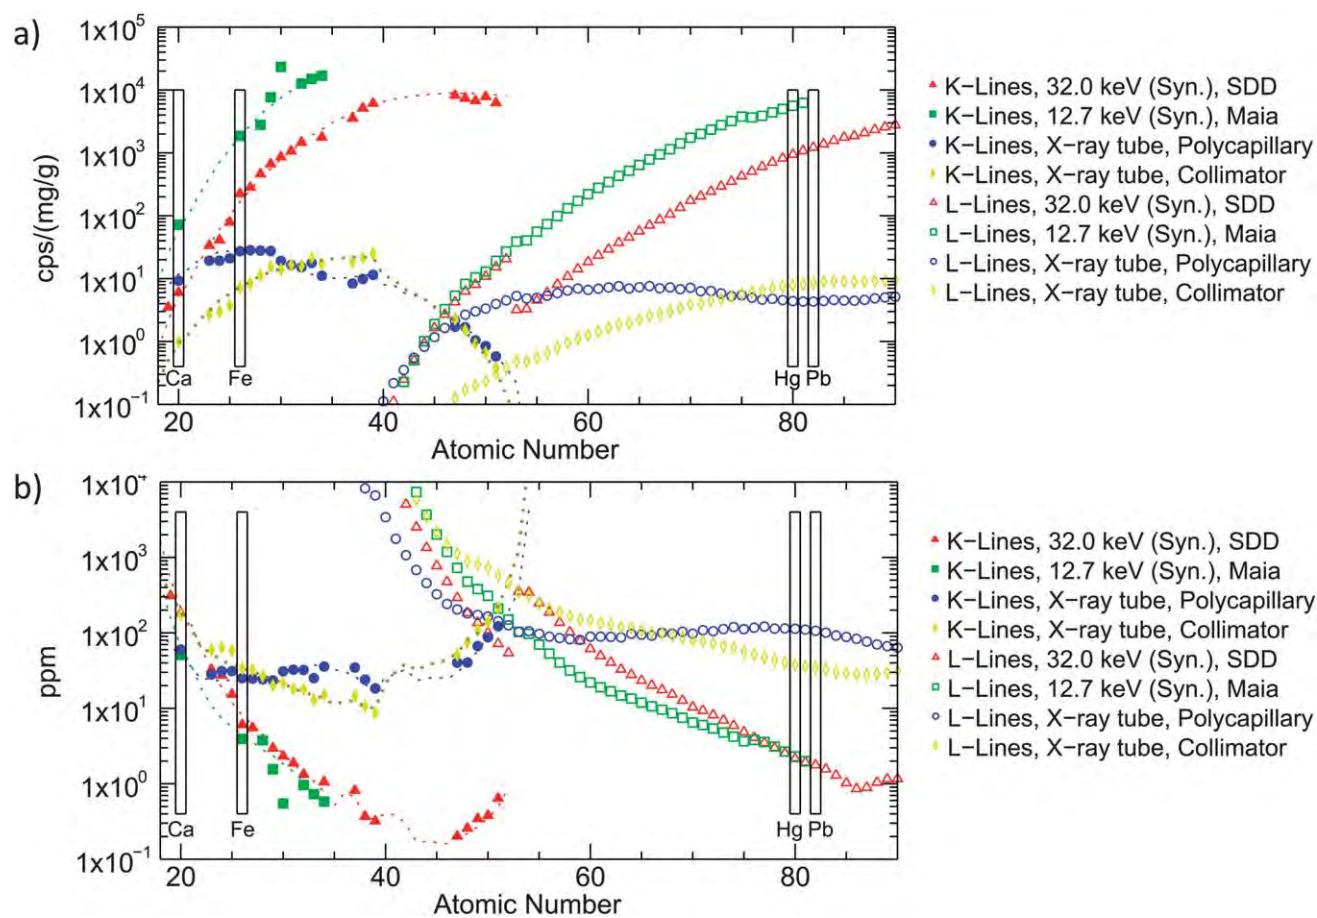 a)
1x10^5
1x10^4
1x10^3
1x10^2
1x10^1
1x10^0
1x10^-1
cps/(mg/g)
Ca
Fe
Hg
Pb
20
40
60
80
Atomic Number
K-Lines, 32.0 keV (Syn.), SDD
K-Lines, 12.7 keV (Syn.), Maia
K-Lines, X-ray tube, Polycapillary
K-Lines, X-ray tube, Collimator
L-Lines, 32.0 keV (Syn.), SDD
L-Lines, 12.7 keV (Syn.), Maia
L-Lines, X-ray tube, Polycapillary
L-Lines, X-ray tube, Collimator
b)
1x10^4
1x10^3
1x10^2
1x10^1
1x10^0
1x10^-1
ppm
Ca
Fe
Hg
Pb
20
40
60
80
Atomic Number
K-Lines, 32.0 keV (Syn.), SDD
K-Lines, 12.7 keV (Syn.), Maia
K-Lines, X-ray tube, Polycapillary
K-Lines, X-ray tube, Collimator
L-Lines, 32.0 keV (Syn.), SDD
L-Lines, 12.7 keV (Syn.), Maia
L-Lines, X-ray tube, Polycapillary
L-Lines, X-ray tube, Collimator